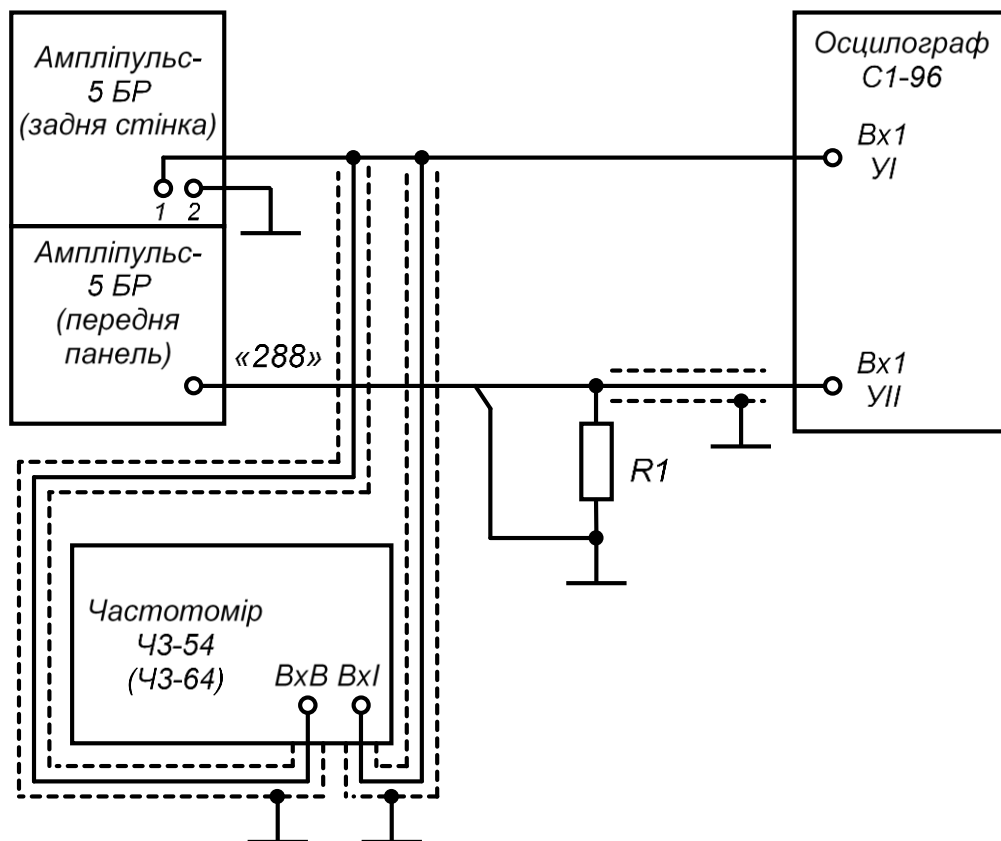 Ампліпульс-
5 БР
(задня стінка)
1 2
Ампліпульс-
5 БР
(передня
панель)
«288»
Осцилограф
С1-96
Вх1
УІ
Вх1
УІІ
R1
Частотомір
Ч3-54
(Ч3-64)
ВхВ ВхІ